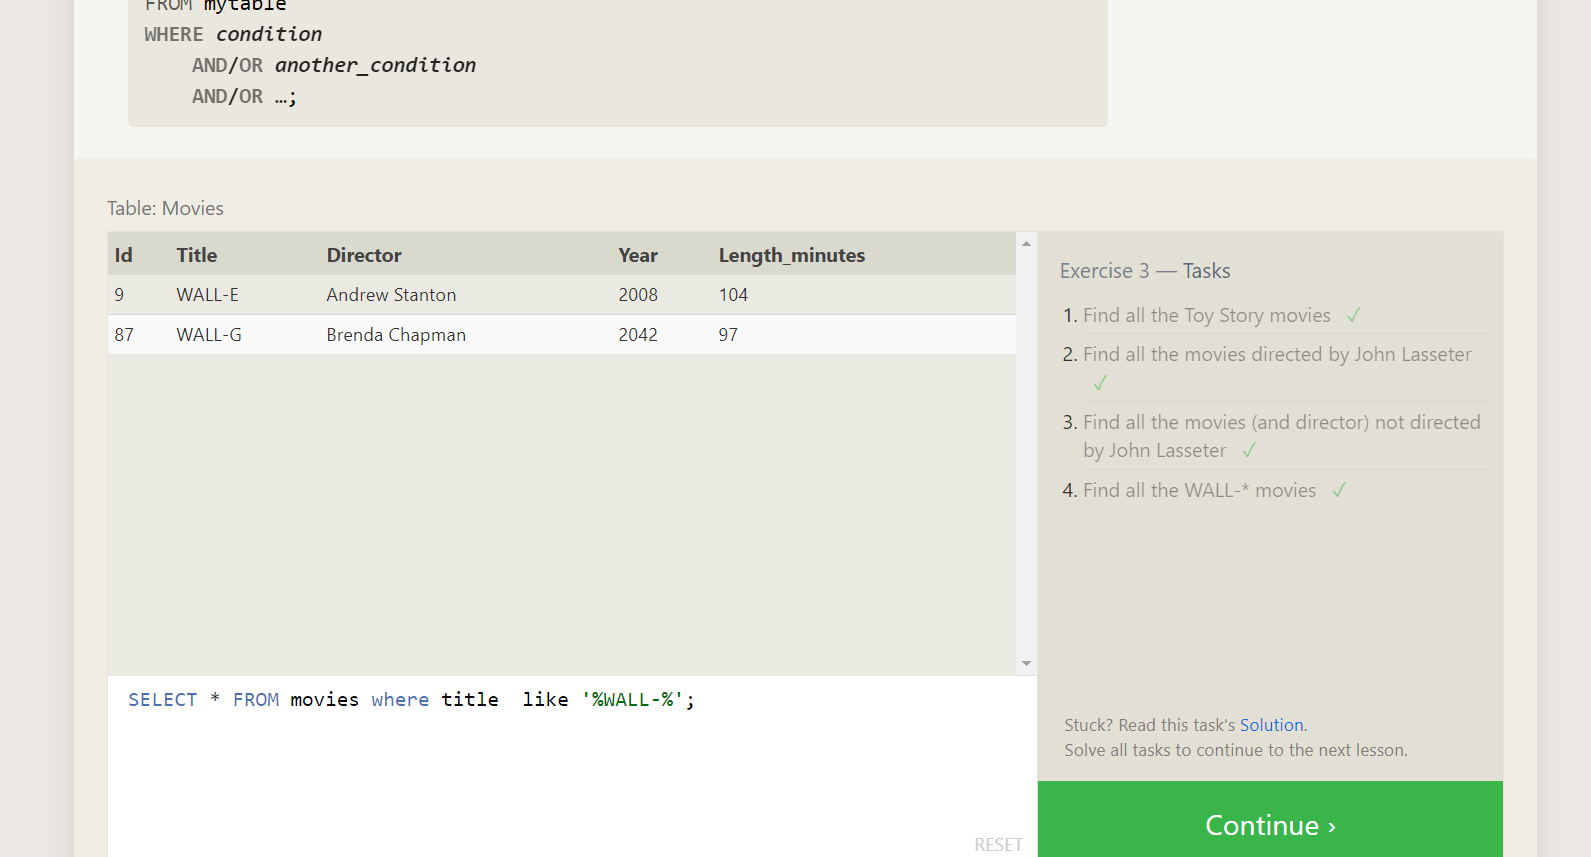 FROM mytable
WHERE condition
AND/OR another_condition
AND/OR …;
Table: Movies
Id Title Director Year Length_minutes
9 WALL-E Andrew Stanton 2008 104
87 WALL-G Brenda Chapman 2042 97
SELECT * FROM movies where title  like '%WALL-%';
RESET
Exercise 3 — Tasks
1. Find all the Toy Story movies ✓
2. Find all the movies directed by John Lasseter
✓
3. Find all the movies (and director) not directed
by John Lasseter ✓
4. Find all the WALL-* movies ✓
Stuck? Read this task's Solution.
Solve all tasks to continue to the next lesson.
Continue ›